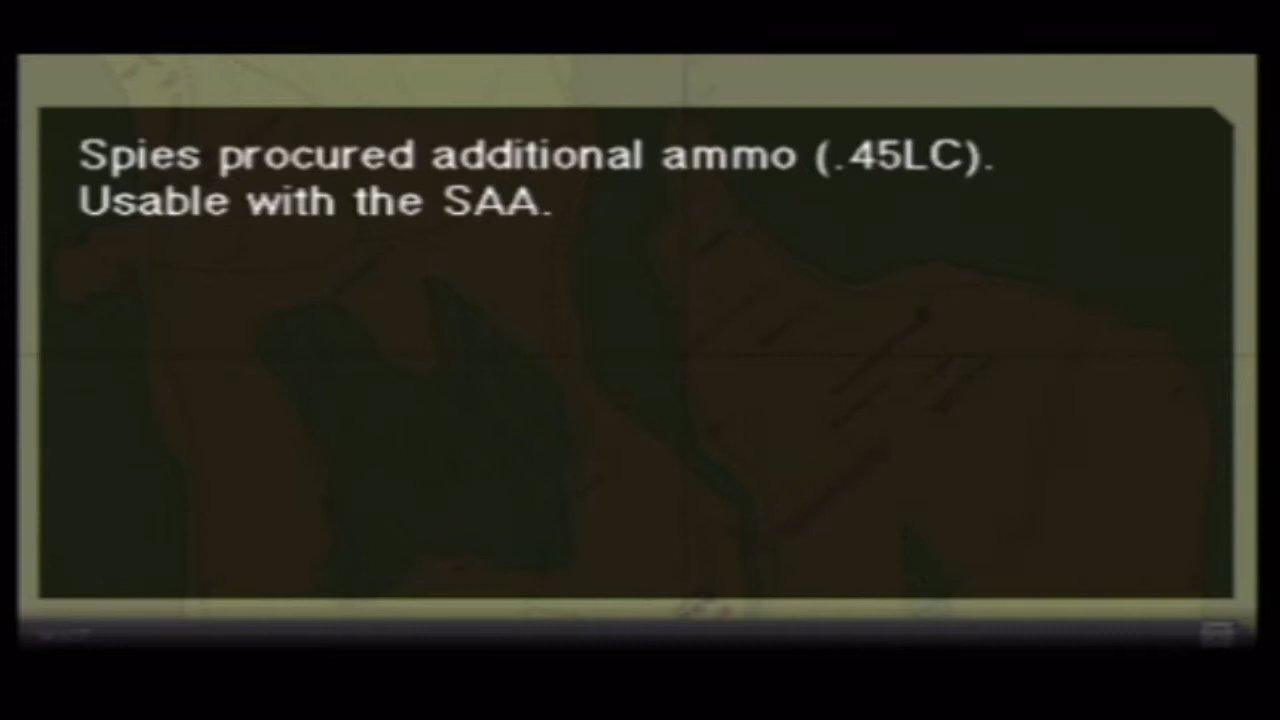 Spies procured additional ammo (.45LC).
Usable with the SAA.